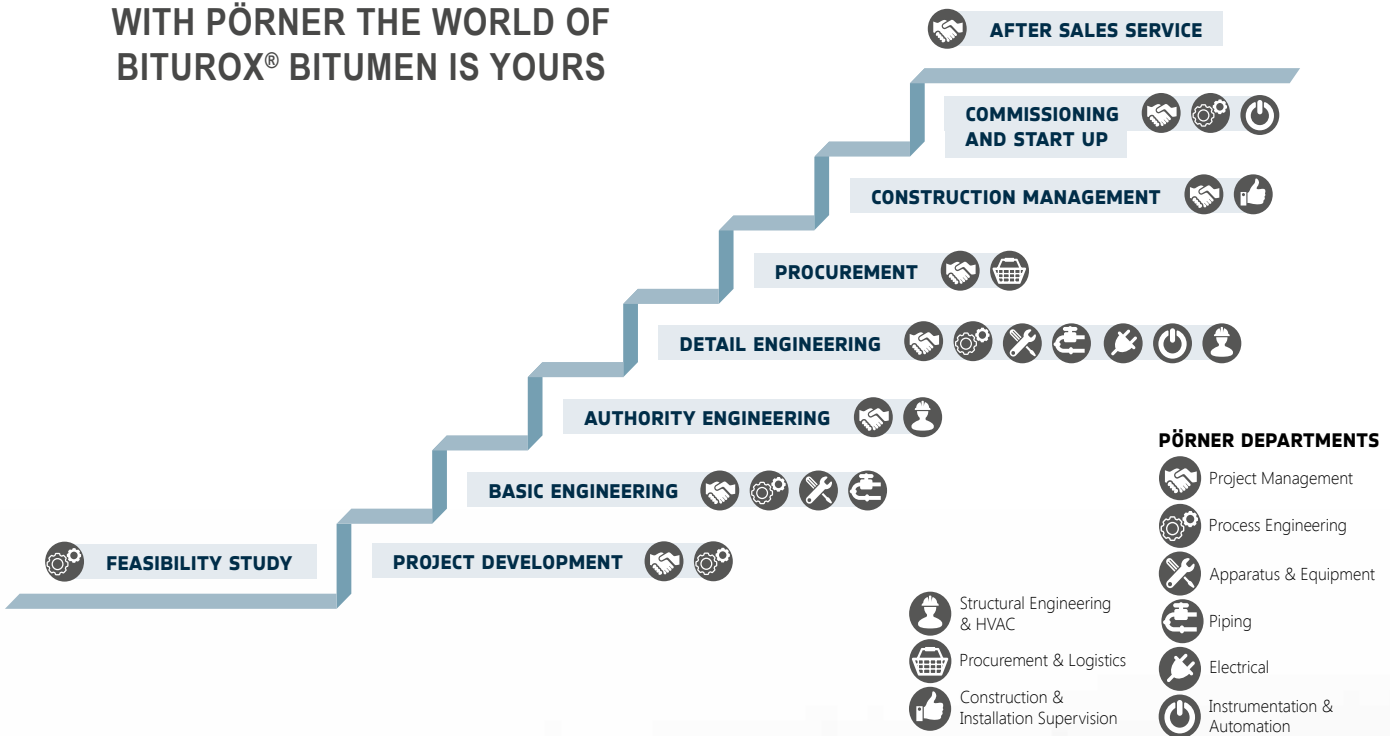 WITH PÖRNER THE WORLD OF
BITUROX® BITUMEN IS YOURS
AFTER SALES SERVICE
COMMISSIONING
AND START UP
CONSTRUCTION MANAGEMENT
PROCUREMENT
DETAIL ENGINEERING
AUTHORITY ENGINEERING
BASIC ENGINEERING
FEASIBILITY STUDY
PROJECT DEVELOPMENT
PÖRNER DEPARTMENTS
Project Management
Process Engineering
Apparatus & Equipment
Piping
Electrical
Instrumentation &
Automation
Structural Engineering
& HVAC
Procurement & Logistics
Construction &
Installation Supervision